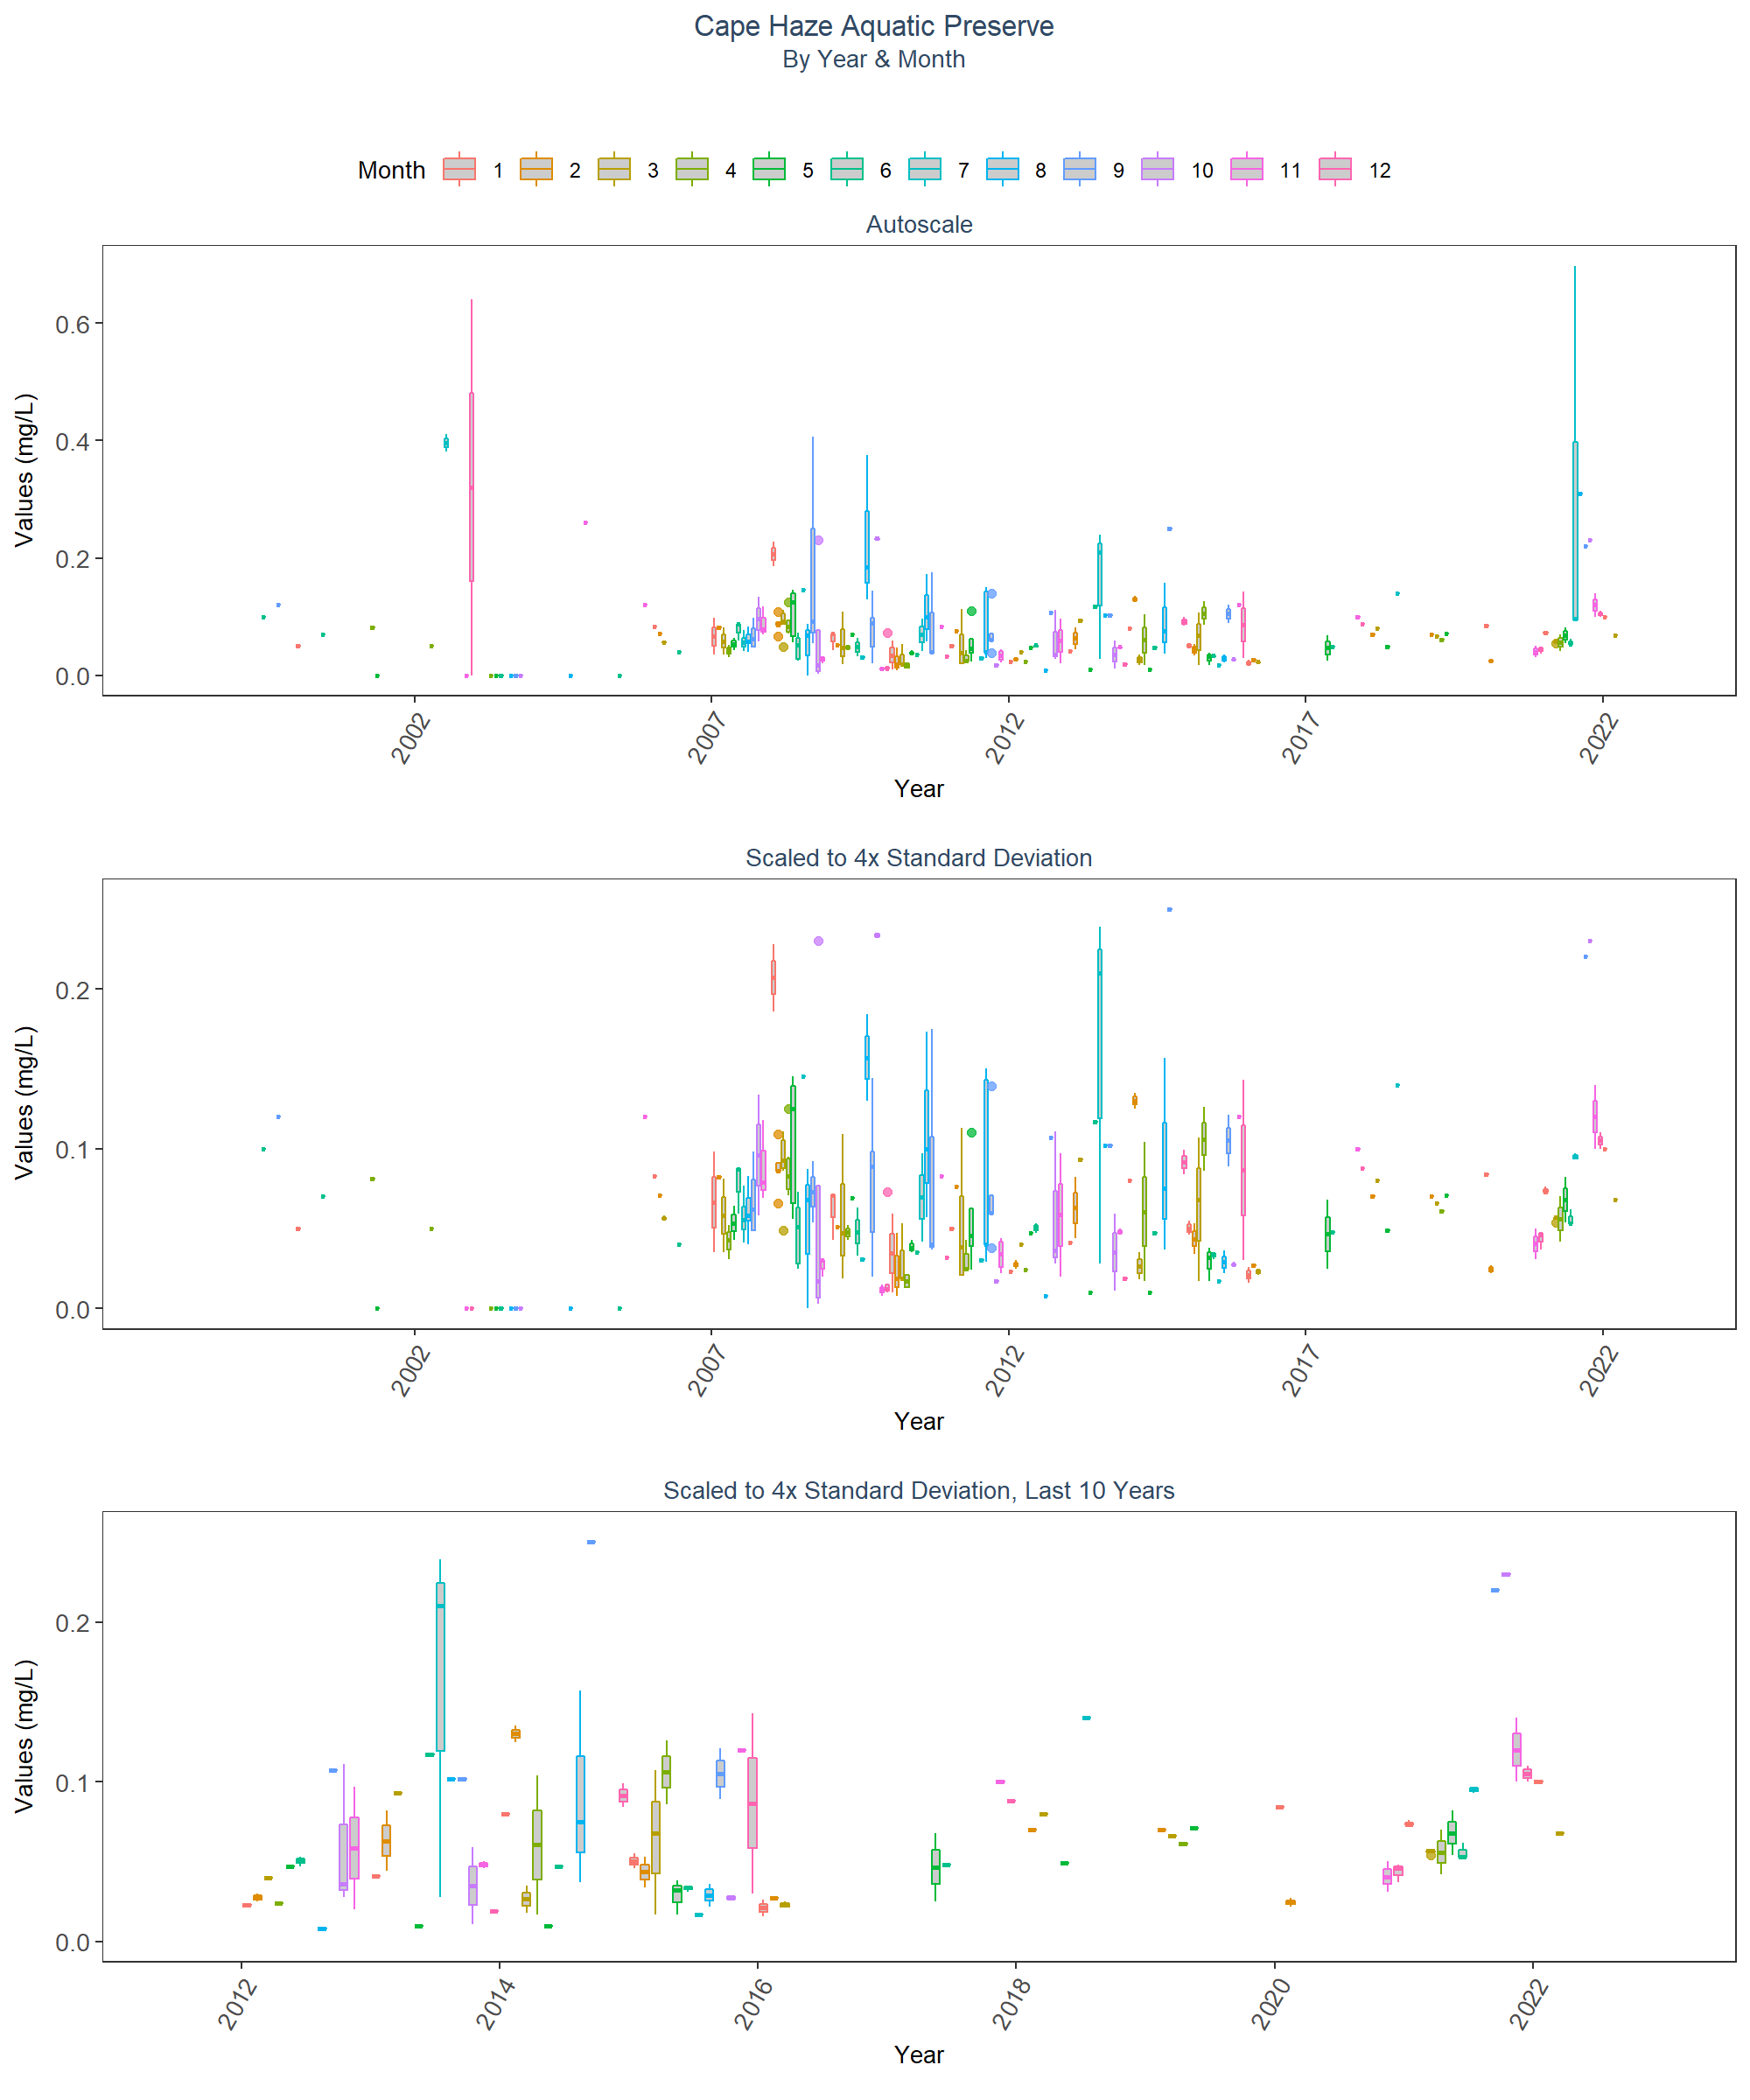 Cape Haze Aquatic Preserve
By Year & Month
Month 1 2 3 4 5 6 7 8 9 10 11 12
Autoscale
Values (mg/L)
0.6
0.4
0.2
0.0
2002 2007 2012 2017 2022
Year
Scaled to 4x Standard Deviation
Values (mg/L)
0.2
0.1
0.0
2002 2007 2012 2017 2022
Year
Scaled to 4x Standard Deviation, Last 10 Years
Values (mg/L)
0.2
0.1
0.0
2012 2014 2016 2018 2020 2022
Year